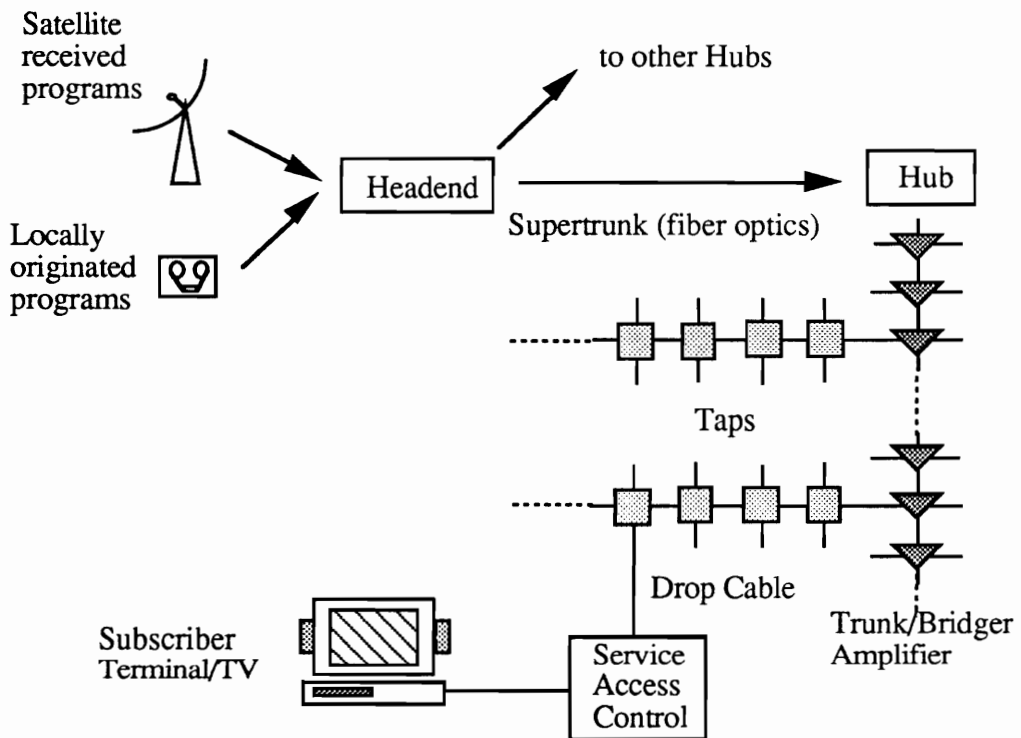 Satellite
received
programs
to other Hubs
Headend
Hub
Supertrunk (fiber optics)
Locally
originated
programs
Taps
Drop Cable
Trunk/Bridger
Amplifier
Subscriber
Terminal/TV
Service
Access
Control